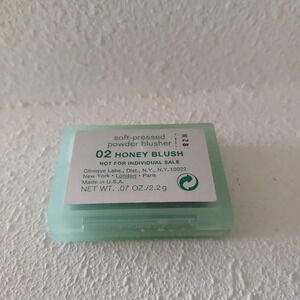 soft-pressed
powder blusher
02 HONEY BLUSH
NOT FOR INDIVIDUAL SALE
Clinique Labs., Dist., N.Y., N.Y. 10022
New York · London · Paris
Made in U.S.A.
NET WT. .07 OZ./2.2g